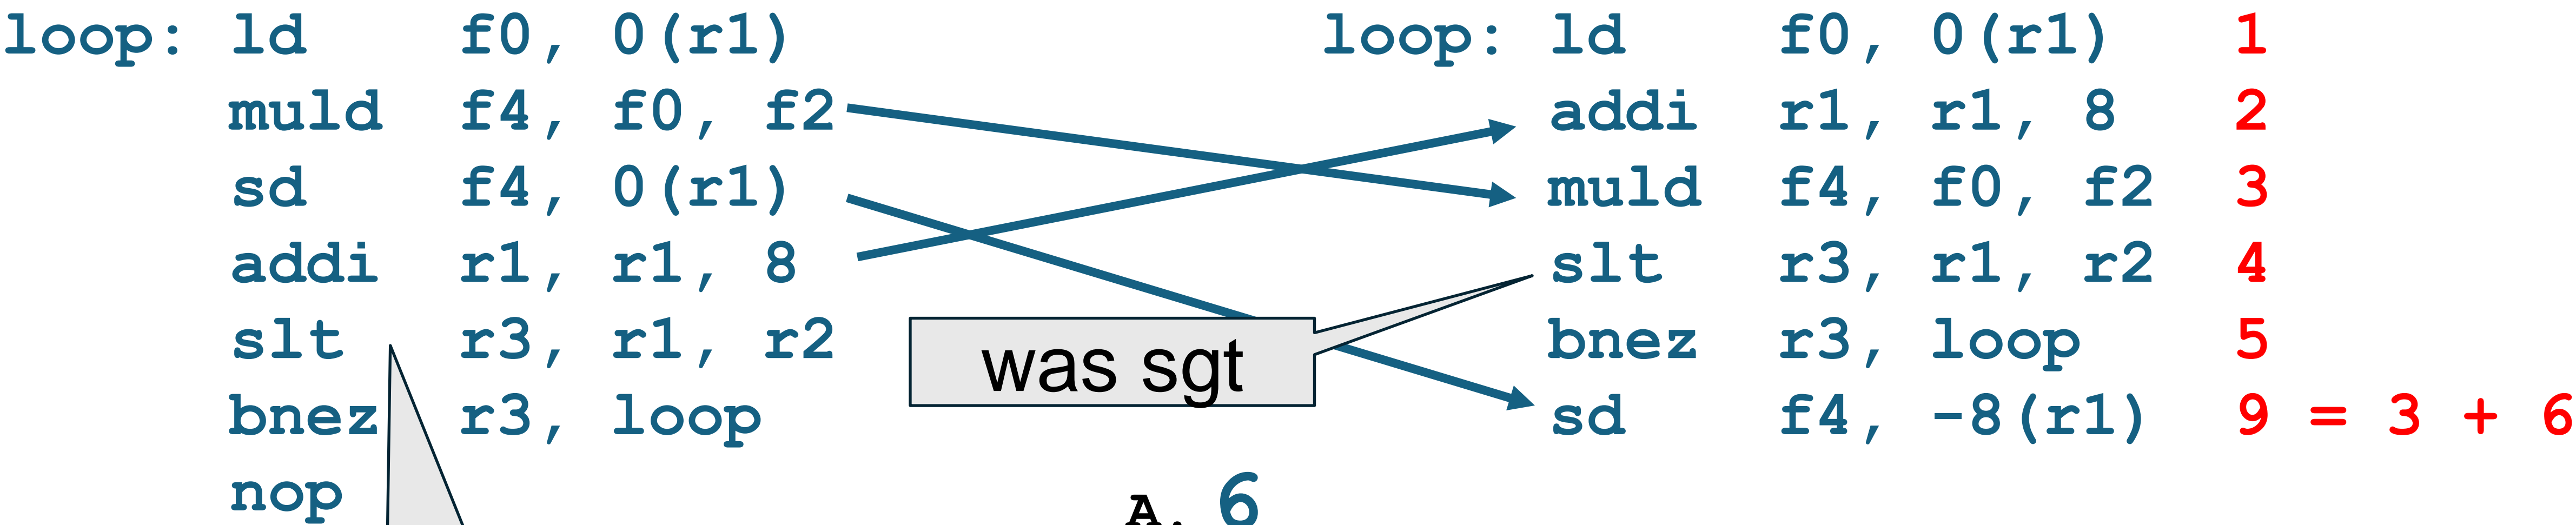 loop: ld f0, 0(r1)
muld f4, f0, f2
sd f4, 0(r1)
addi r1, r1, 8
slt r3, r1, r2
bnez r3, loop
nop
was sgt
A. 6
loop: ld f0, 0(r1) 1
addi r1, r1, 8 2
muld f4, f0, f2 3
slt r3, r1, r2 4
bnez r3, loop 5
sd f4, -8(r1) 9 = 3 + 6